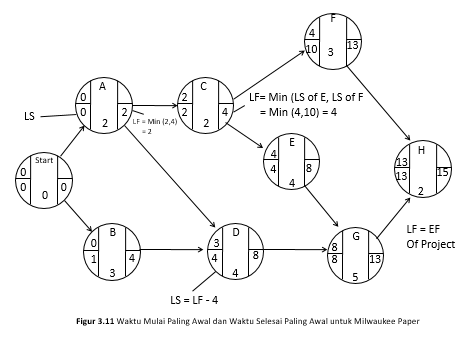 F
4
10
13
3
A
0
0
2
2
C
2
2
4
2
LS
LF = Min (2,4)
= 2
LF= Min (LS of E, LS of F
= Min (4,10) = 4
E
4
4
8
4
H
13
13
15
2
Start
0
0
0
0
B
0
1
4
3
D
3
4
8
4
G
8
8
13
5
LF = EF
Of Project
LS = LF - 4
Figur 3.11 Waktu Mulai Paling Awal dan Waktu Selesai Paling Awal untuk Milwaukee Paper